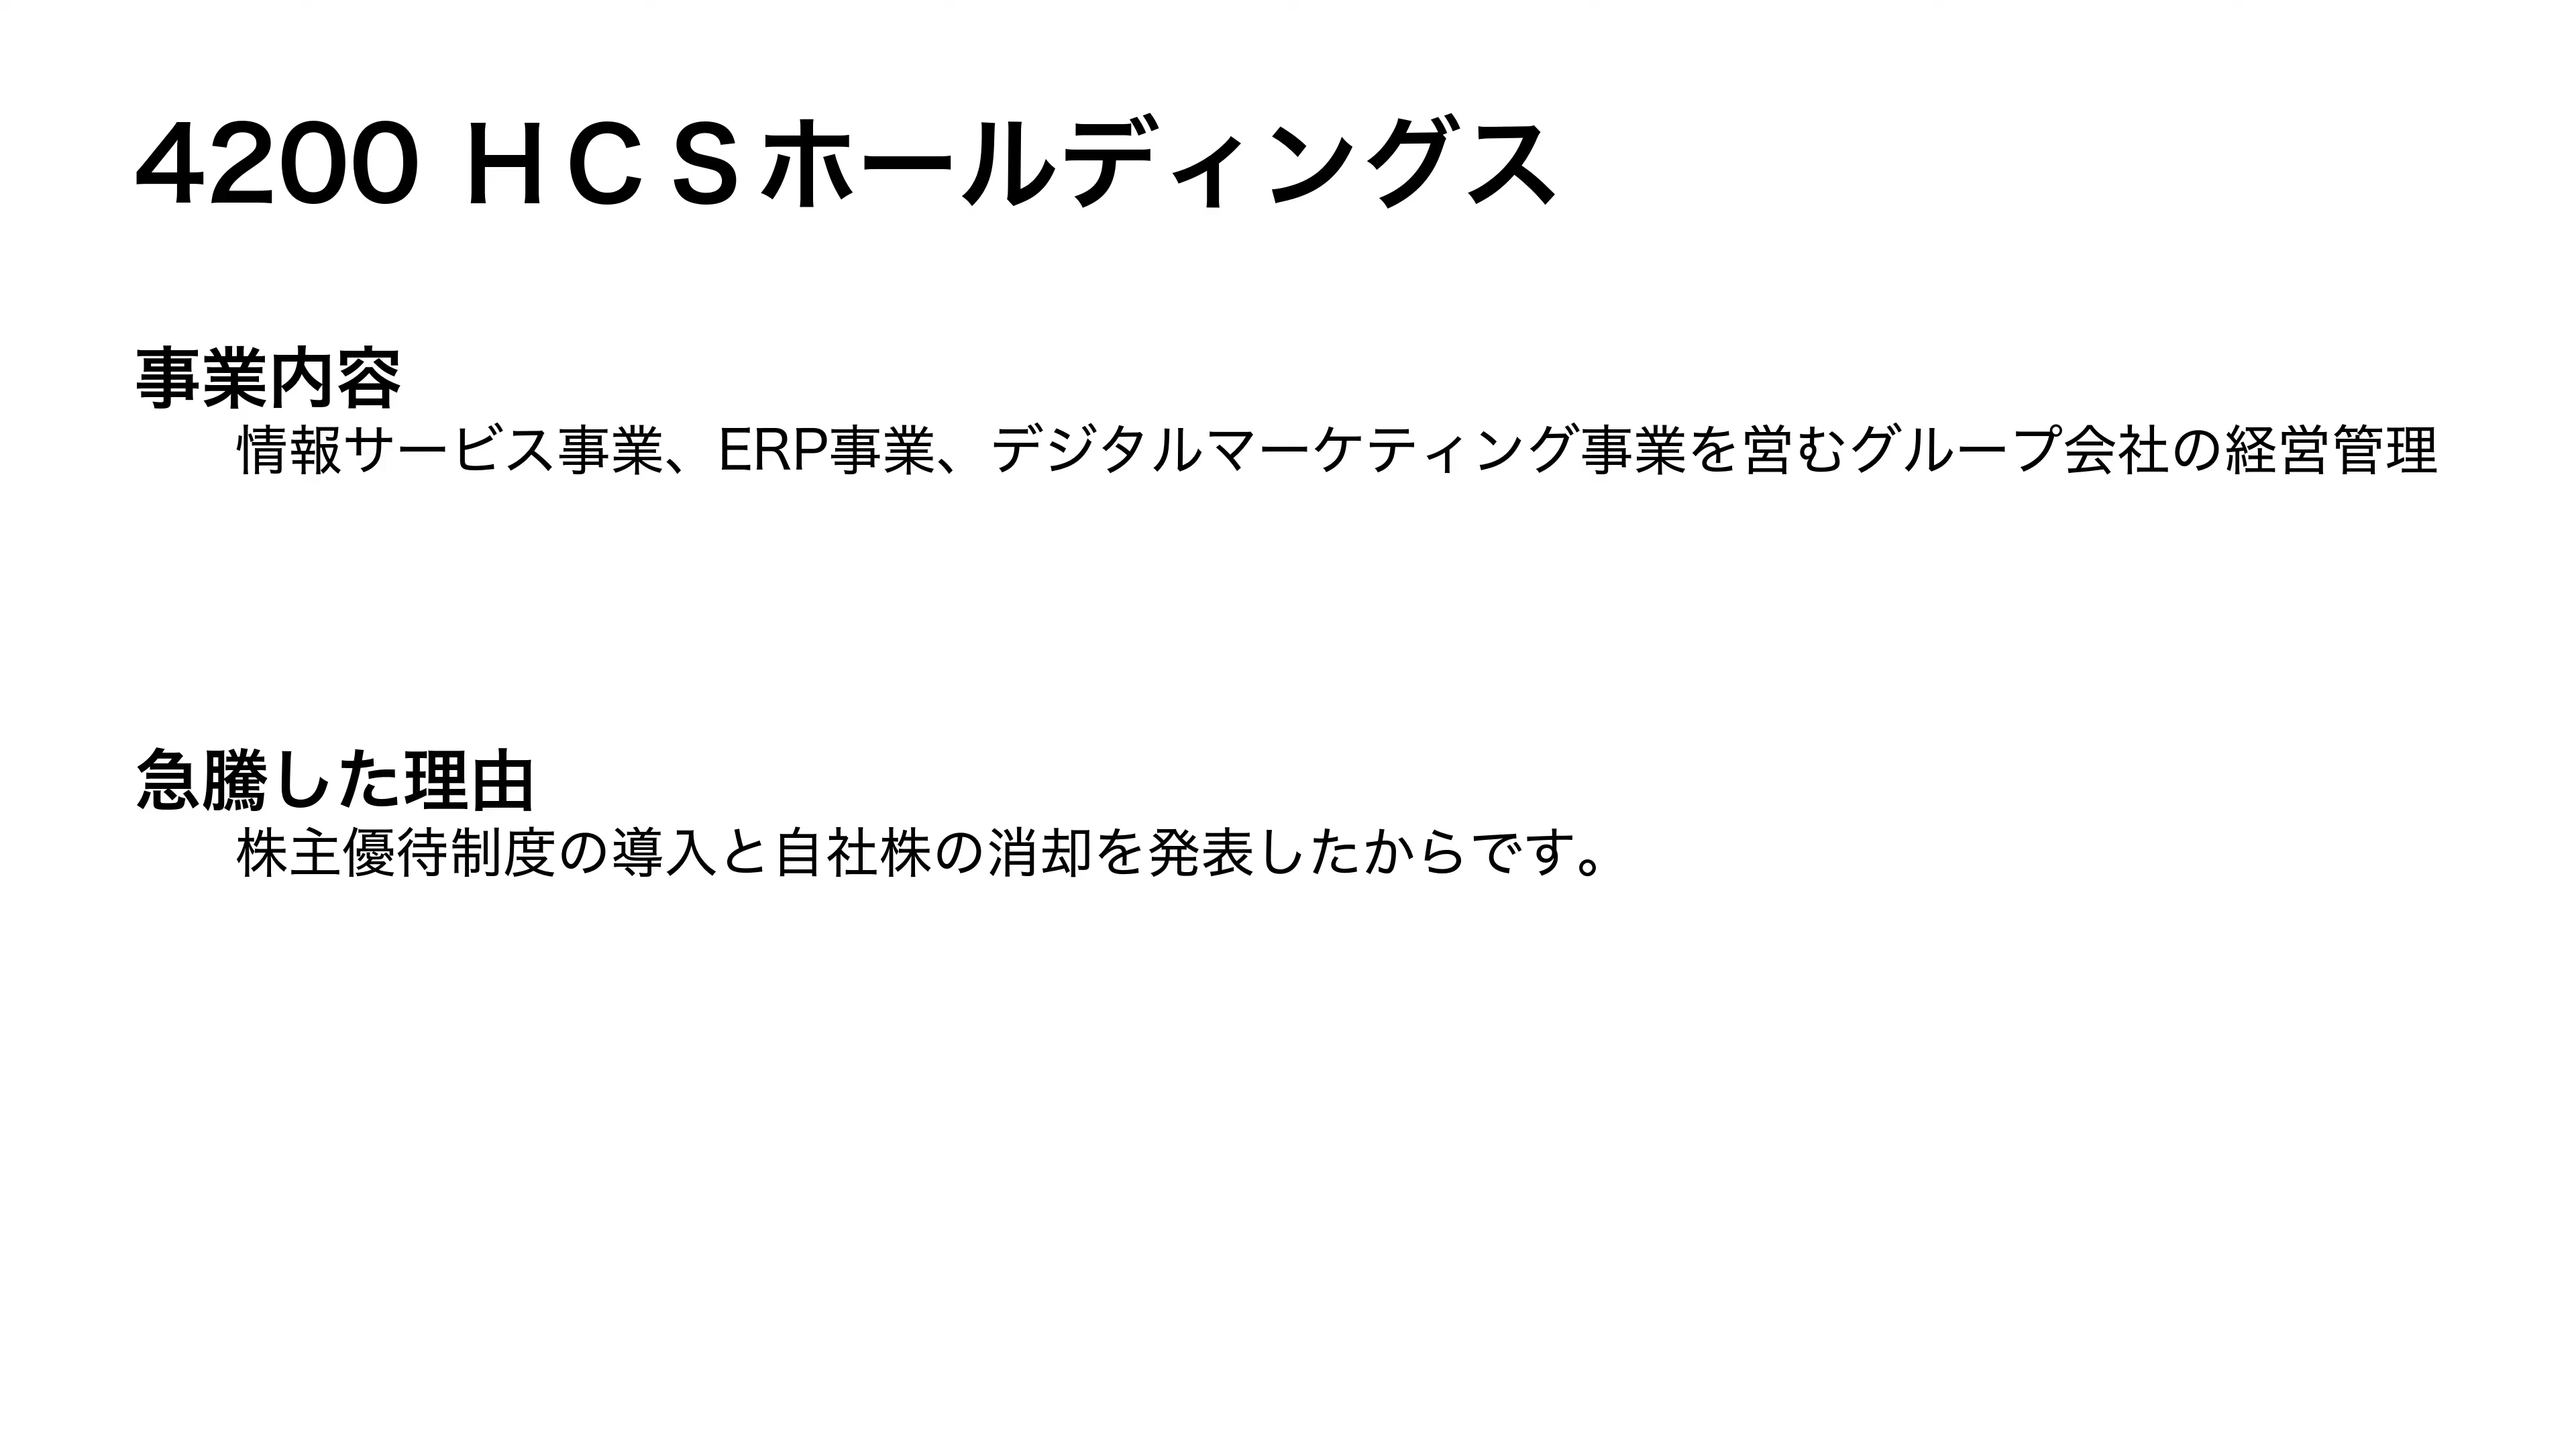 4200 ＨＣＳホールディングス
事業内容
情報サービス事業、ERP事業、デジタルマーケティング事業を営むグループ会社の経営管理
急騰した理由
株主優待制度の導入と自社株の消却を発表したからです。